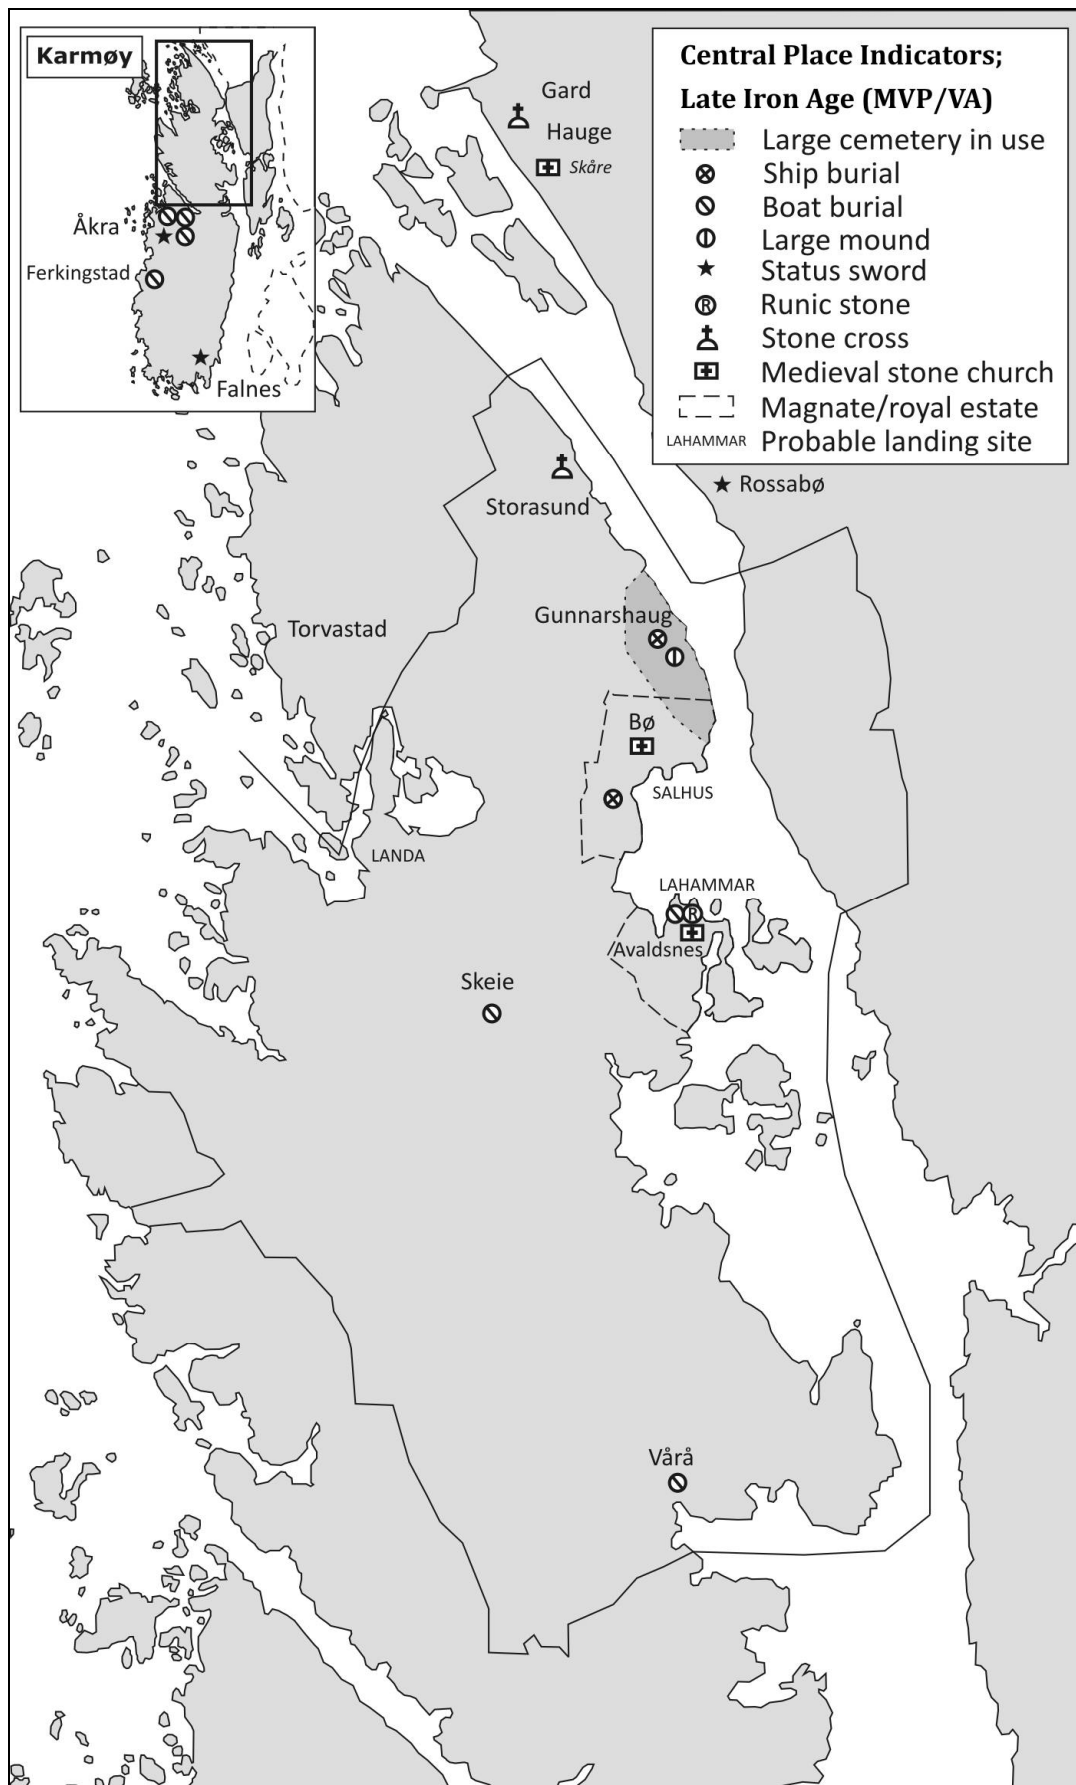 Karmøy
Åkra
Ferkingstad
Falnes
Central Place Indicators;
Late Iron Age (MVP/VA)
Large cemetery in use
Ship burial
Boat burial
Large mound
Status sword
R Runic stone
Stone cross
Medieval stone church
Magnate/royal estate
LAHAMMAR Probable landing site
Gard
Hauge
Skåre
Rossabø
Storasund
Gunnarshaug
Torvastad
Bø
SALHUS
LANDA
LAHAMMAR
R
Avaldsnes
Skeie
Vårå